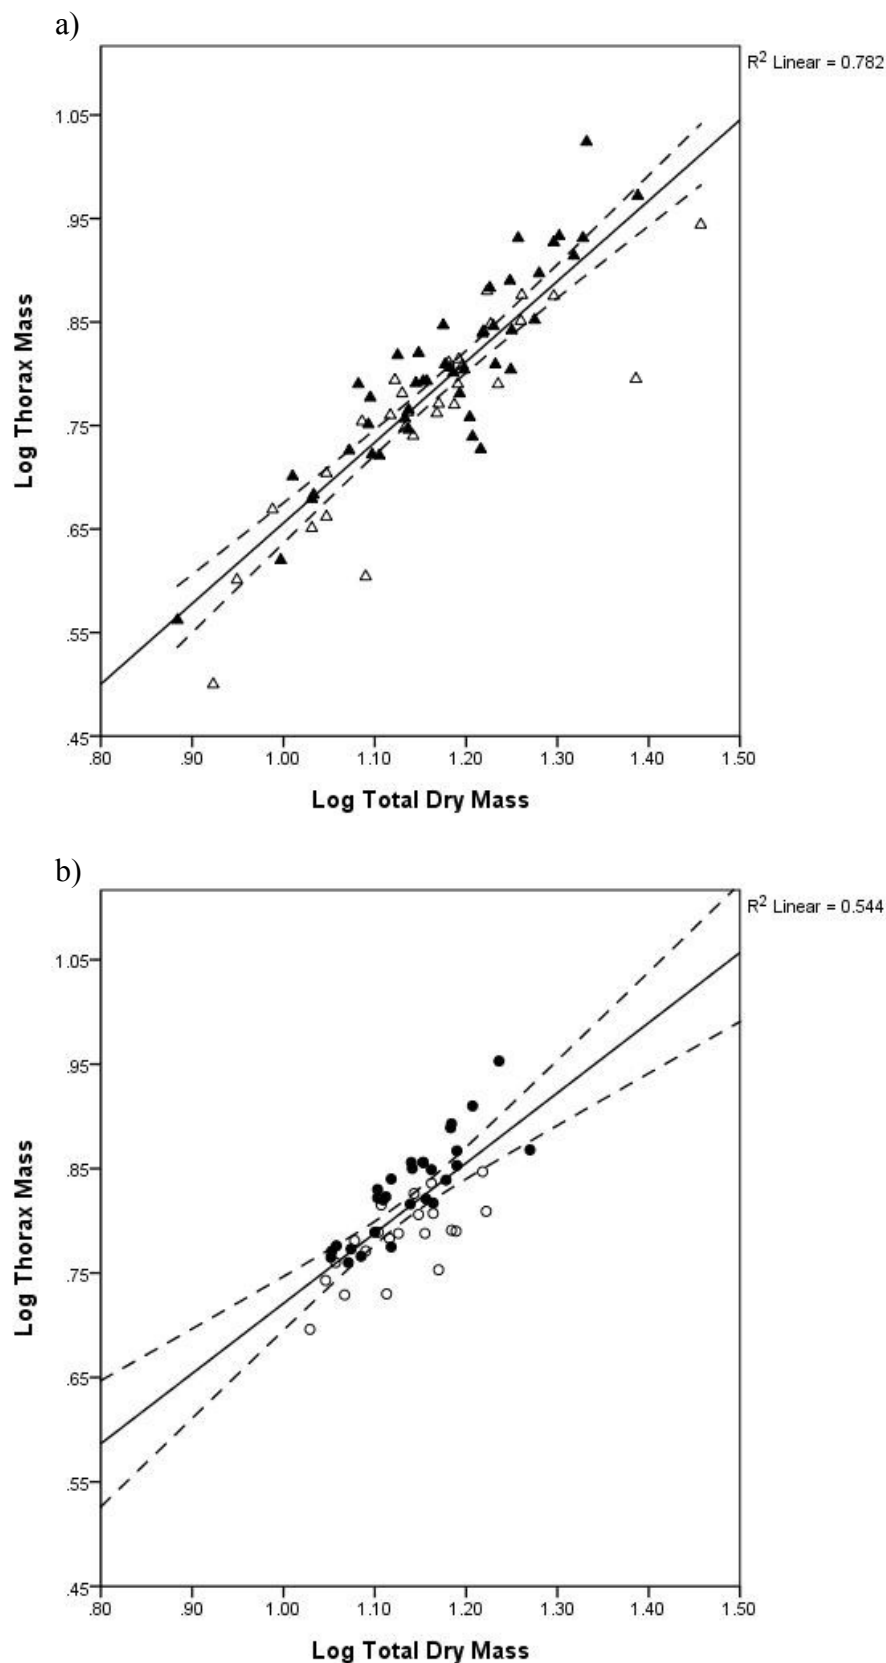 a)
R² Linear = 0.782
1.05
.95
.85
.75
.65
.55
.45
Log Thorax Mass
.80 .90 1.00 1.10 1.20 1.30 1.40 1.50
Log Total Dry Mass
b)
R² Linear = 0.544
1.05
.95
.85
.75
.65
.55
.45
Log Thorax Mass
.80 .90 1.00 1.10 1.20 1.30 1.40 1.50
Log Total Dry Mass